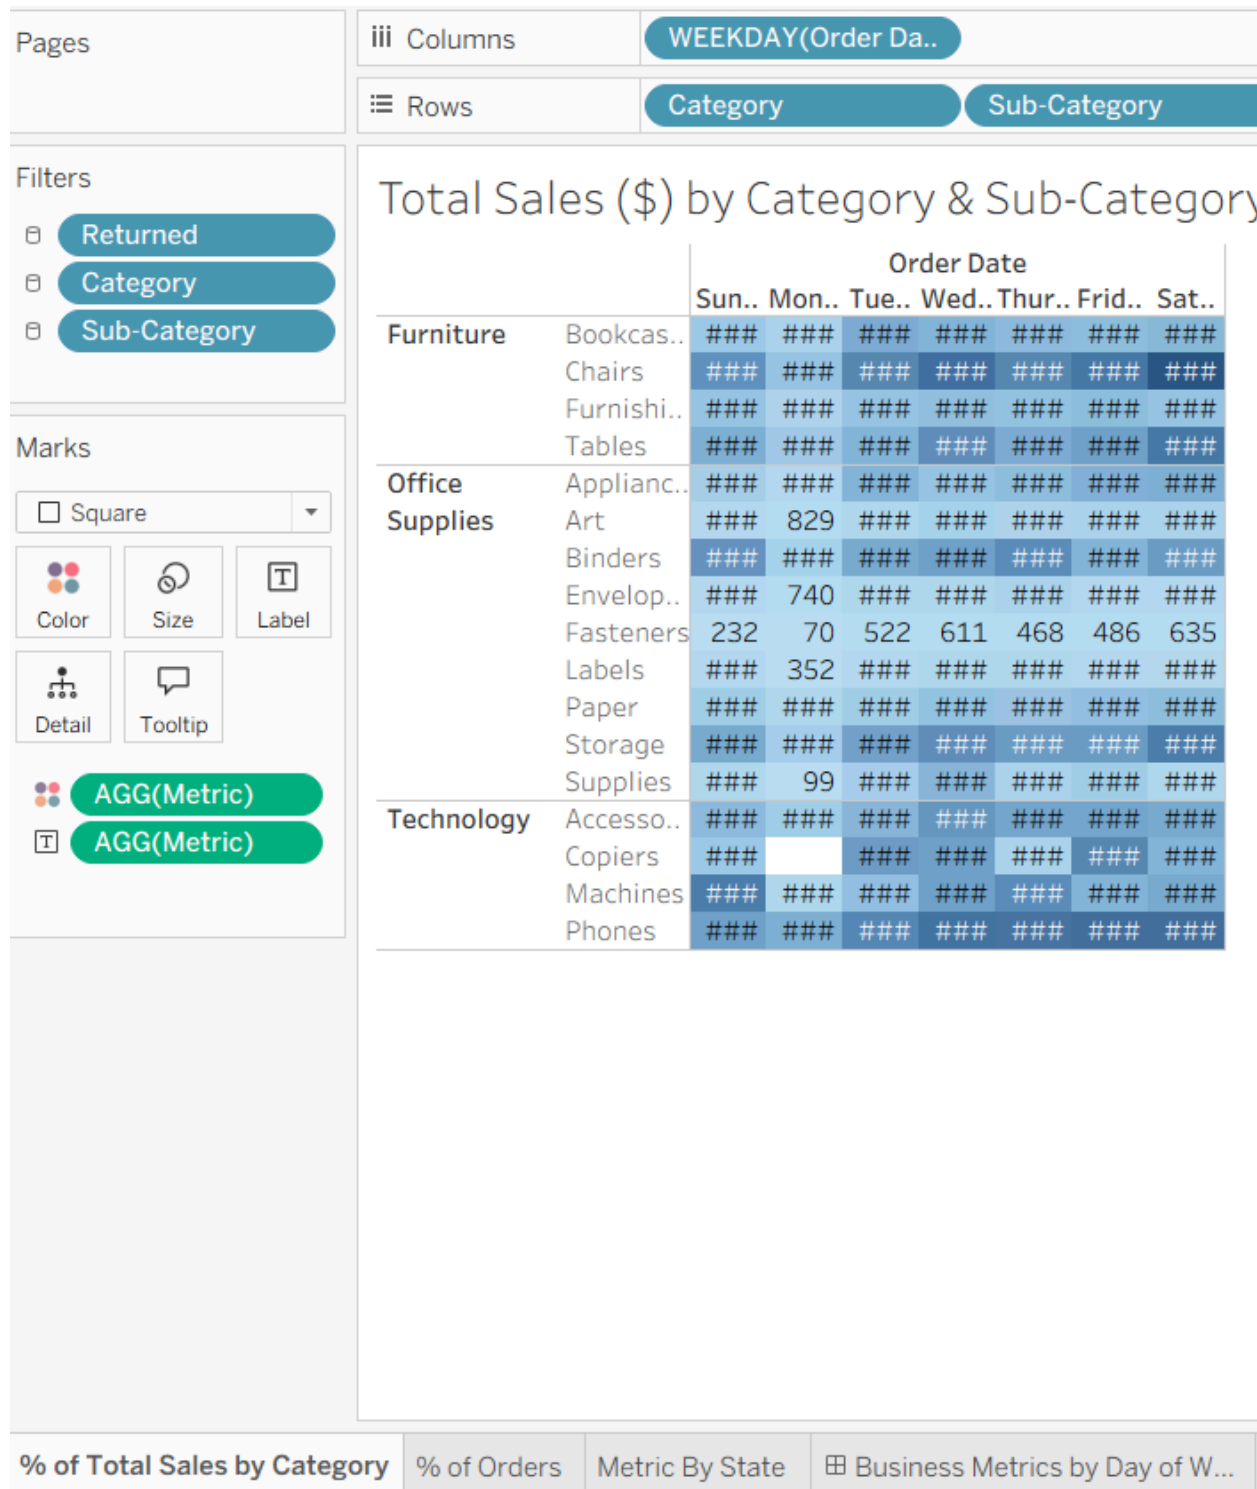 Pages
Columns
WEEKDAY(Order Da..
Rows
Category
Sub-Category
Filters
Returned
Category
Sub-Category
Marks
Square
Color
Size
Label
Detail
Tooltip
AGG(Metric)
AGG(Metric)
Total Sales ($) by Category & Sub-Category
Order Date
Sun.. Mon.. Tue.. Wed.. Thur.. Frid.. Sat..
Furniture Bookcas.. ### ### ### ### ### ### ###
Chairs ### ### ### ### ### ### ###
Furnishi.. ### ### ### ### ### ### ###
Tables ### ### ### ### ### ### ###
Office Applianc.. ### ### ### ### ### ### ###
Supplies Art ### 829 ### ### ### ### ###
Binders ### ### ### ### ### ### ###
Envelop.. ### 740 ### ### ### ### ###
Fasteners 232 70 522 611 468 486 635
Labels ### 352 ### ### ### ### ###
Paper ### ### ### ### ### ### ###
Storage ### ### ### ### ### ### ###
Supplies ### 99 ### ### ### ### ###
Technology Accesso.. ### ### ### ### ### ### ###
Copiers ### ### ### ### ### ###
Machines ### ### ### ### ### ### ###
Phones ### ### ### ### ### ### ###
% of Total Sales by Category % of Orders Metric By State Business Metrics by Day of W...